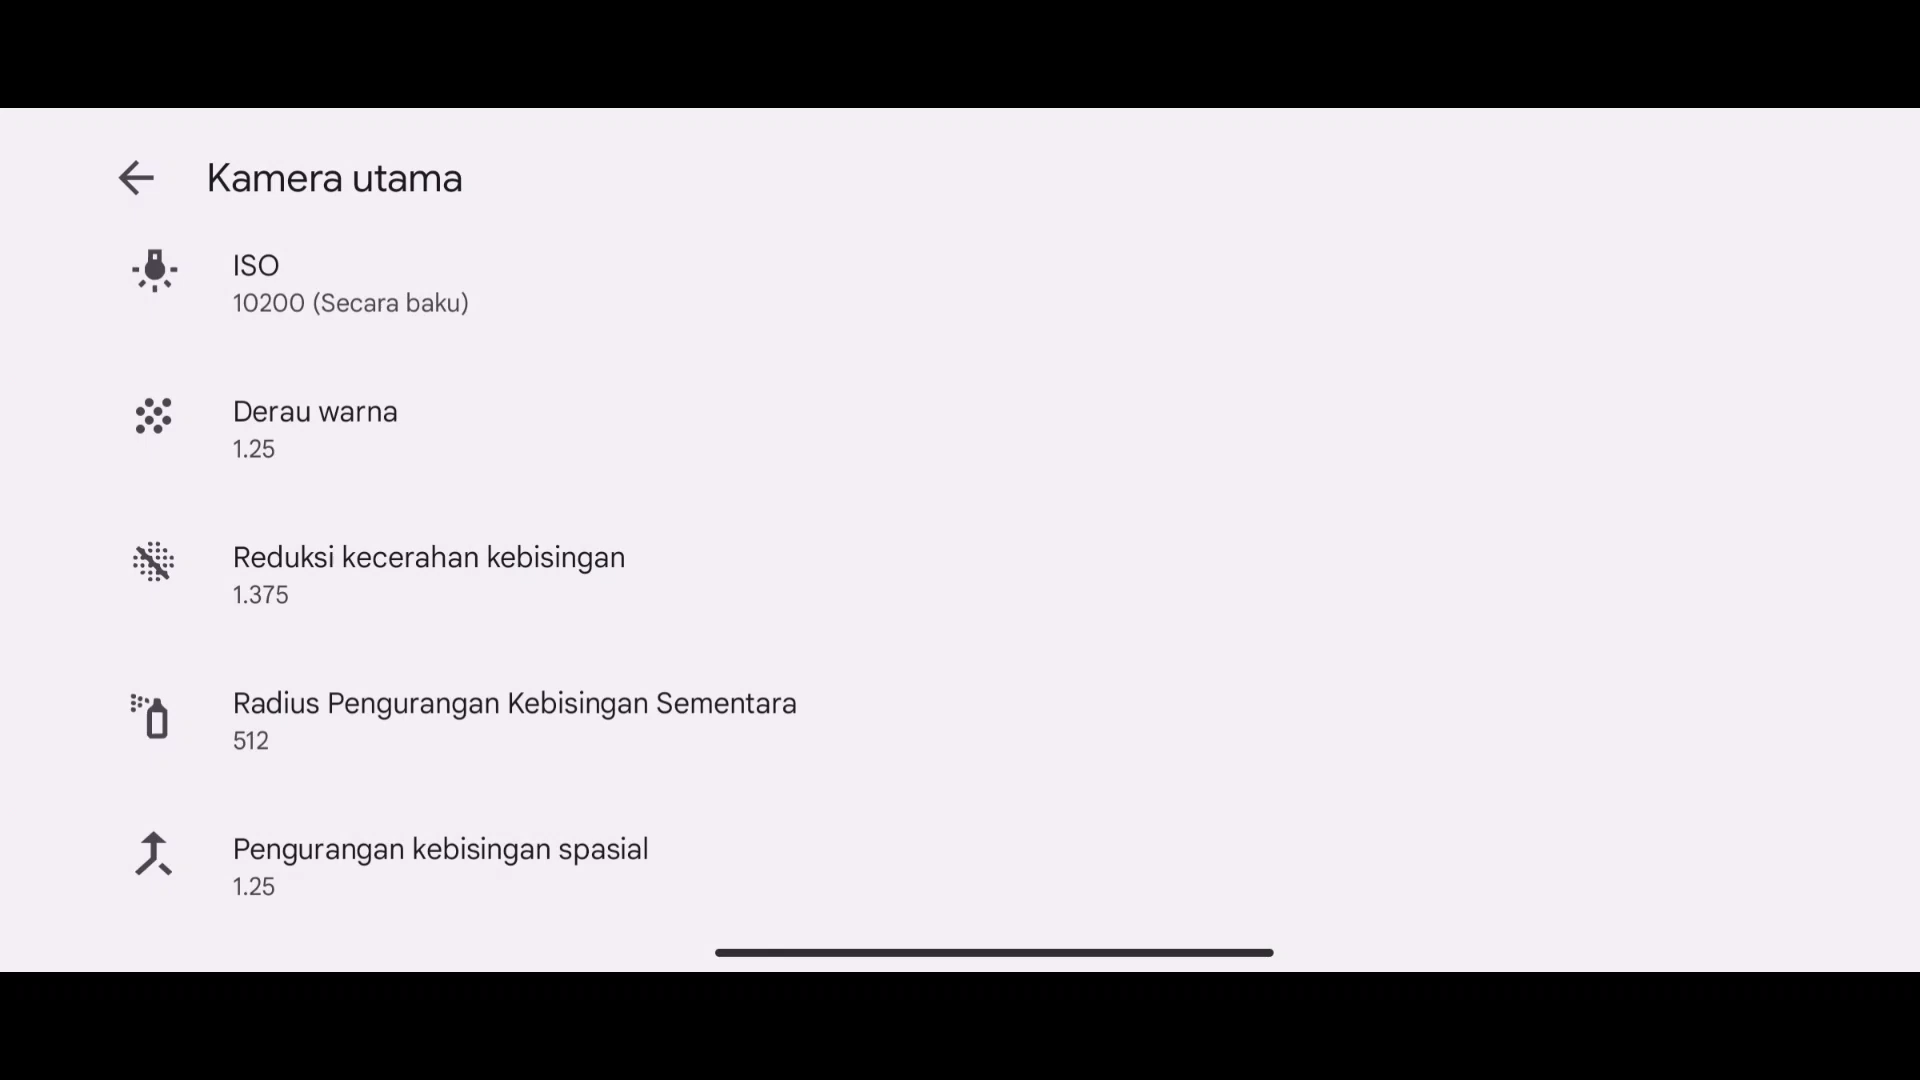 Kamera utama
ISO
10200 (Secara baku)
Derau warna
1.25
Reduksi kecerahan kebisingan
1.375
Radius Pengurangan Kebisingan Sementara
512
Pengurangan kebisingan spasial
1.25